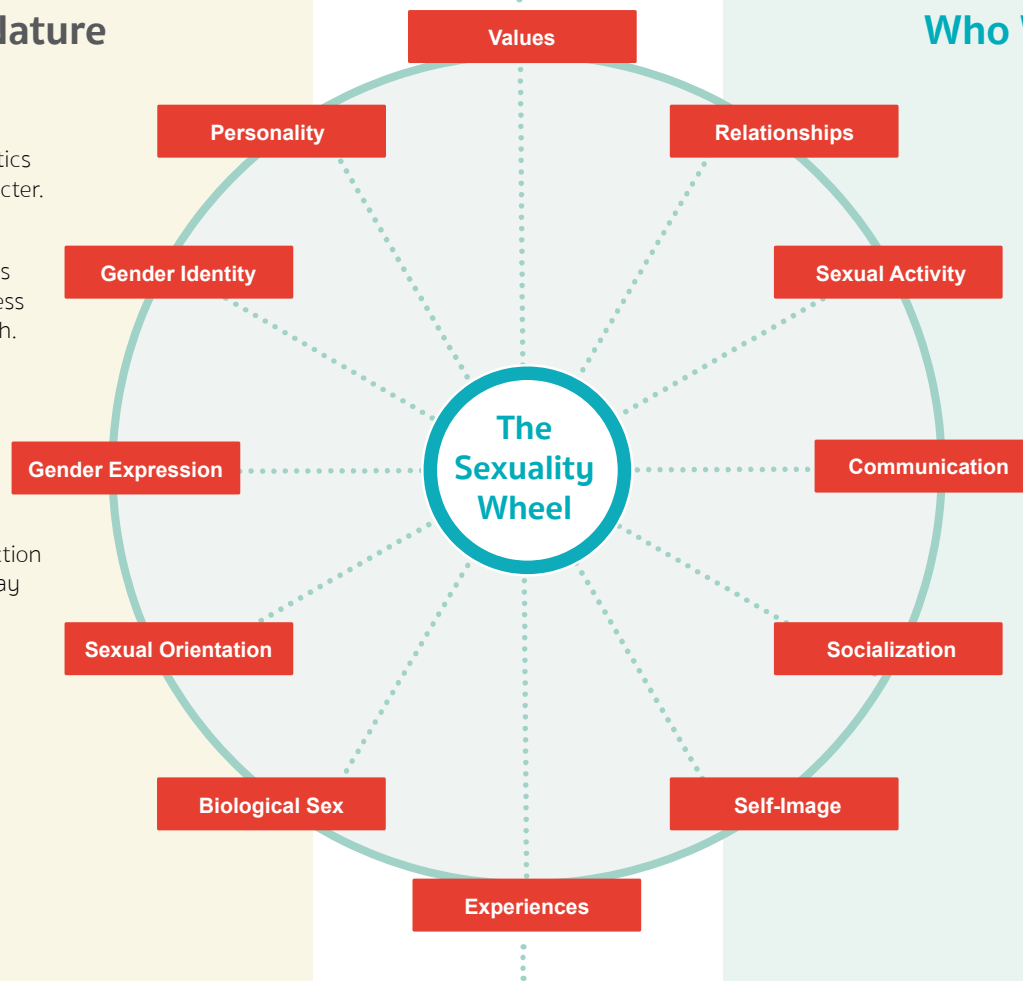 Values
Personality
Relationships
Gender Identity
Sexual Activity
The
Sexuality
Wheel
Gender Expression
Communication
Sexual Orientation
Socialization
Biological Sex
Self-Image
Experiences
Who